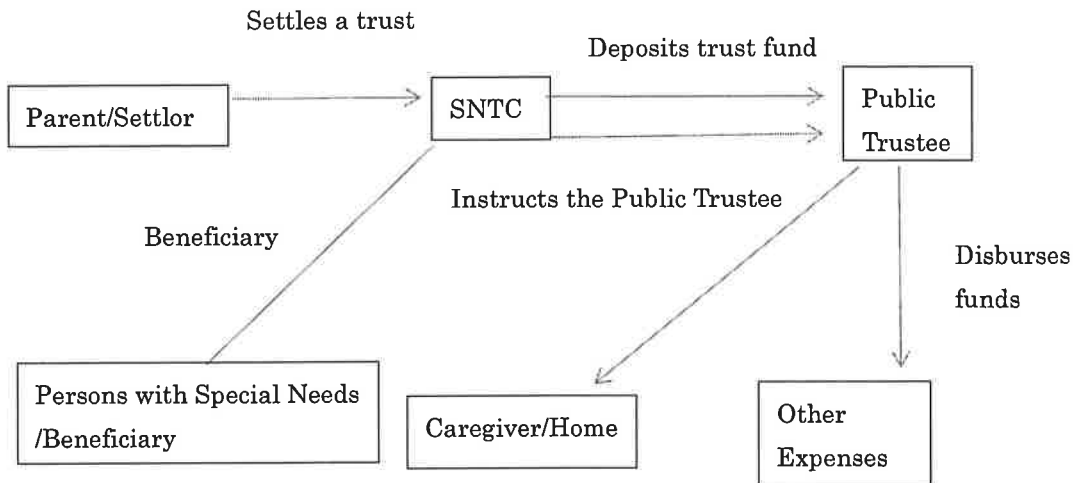 Settles a trust
Deposits trust fund
Parent/Settlor
SNTC
Public
Trustee
Instructs the Public Trustee
Beneficiary
Disburses
funds
Persons with Special Needs
/Beneficiary
Caregiver/Home
Other
Expenses